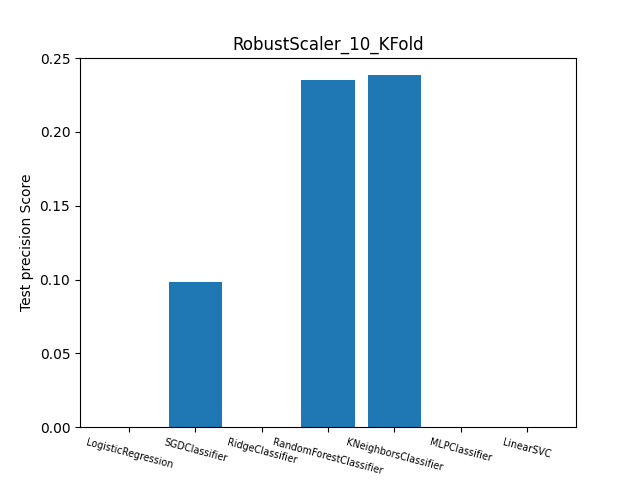 RobustScaler_10_KFold
Test precision Score
0.25
0.20
0.15
0.10
0.05
0.00
LogisticRegression
SGDClassifier
RidgeClassifier
RandomForestClassifier
KNeighborsClassifier
MLPClassifier
LinearSVC